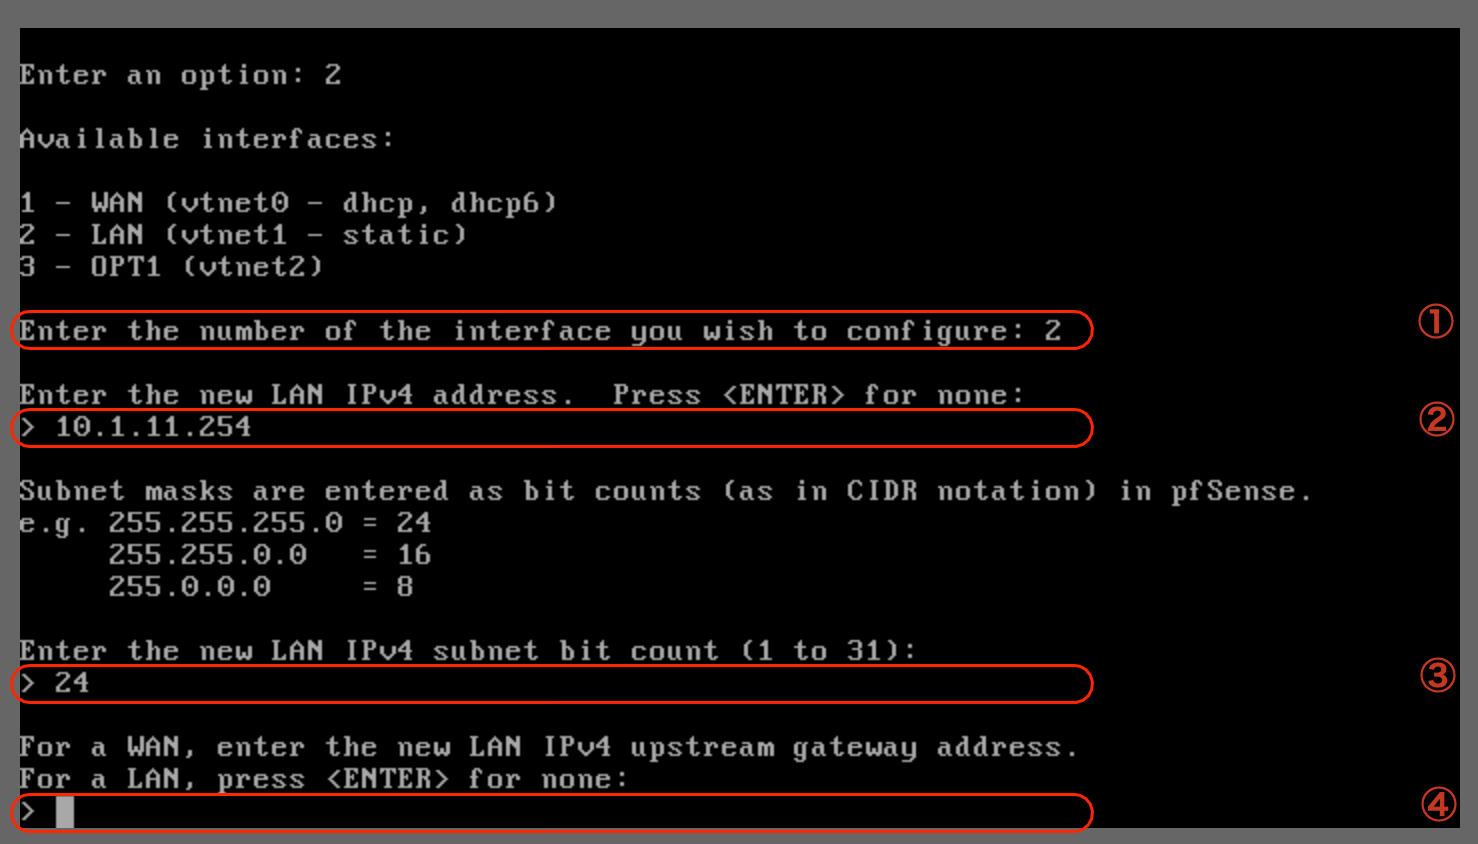 Enter an option: 2
Available interfaces:
1 - WAN (vtnet0 - dhcp, dhcp6)
2 - LAN (vtnet1 - static)
3 - OPT1 (vtnet2)
Enter the number of the interface you wish to configure: 2 ①
Enter the new LAN IPv4 address.  Press <ENTER> for none:
> 10.1.11.254 ②
Subnet masks are entered as bit counts (as in CIDR notation) in pfSense.
e.g. 255.255.255.0 = 24
     255.255.0.0   = 16
     255.0.0.0     = 8
Enter the new LAN IPv4 subnet bit count (1 to 31):
> 24 ③
For a WAN, enter the new LAN IPv4 upstream gateway address.
For a LAN, press <ENTER> for none:
> ④